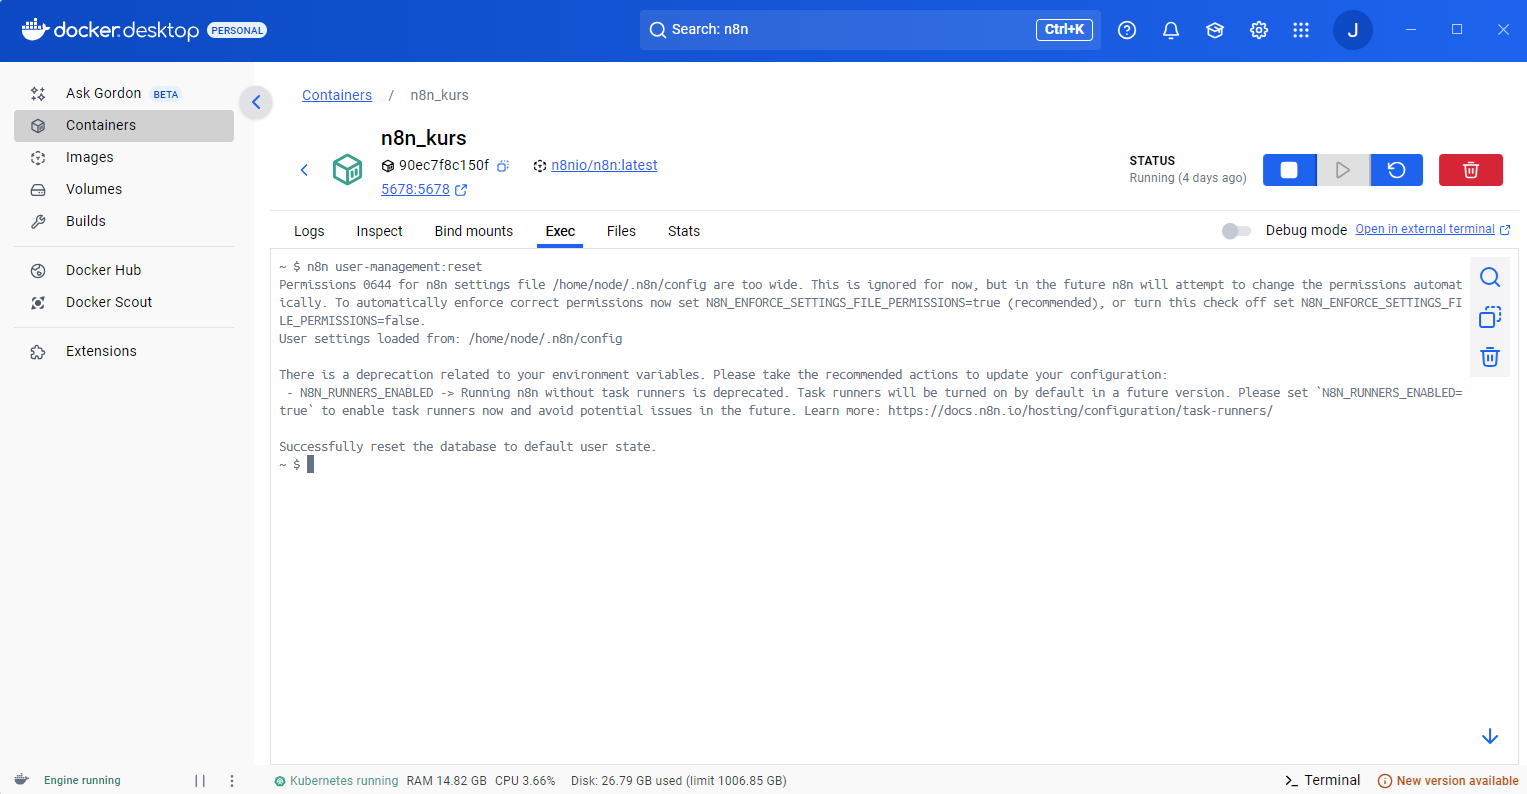 docker.desktop PERSONAL
Search: n8n
Ctrl+K
J
Ask Gordon BETA
Containers
Images
Volumes
Builds
Docker Hub
Docker Scout
Extensions
Containers / n8n_kurs
n8n_kurs
90ec7f8c150f
n8nio/n8n:latest
5678:5678
STATUS
Running (4 days ago)
Logs
Inspect
Bind mounts
Exec
Files
Stats
Debug mode
Open in external terminal
~ $ n8n user-management:reset
Permissions 0644 for n8n settings file /home/node/.n8n/config are too wide. This is ignored for now, but in the future n8n will attempt to change the permissions automat
ically. To automatically enforce correct permissions now set N8N_ENFORCE_SETTINGS_FILE_PERMISSIONS=true (recommended), or turn this check off set N8N_ENFORCE_SETTINGS_FI
LE_PERMISSIONS=false.
User settings loaded from: /home/node/.n8n/config
There is a deprecation related to your environment variables. Please take the recommended actions to update your configuration:
- N8N_RUNNERS_ENABLED -> Running n8n without task runners is deprecated. Task runners will be turned on by default in a future version. Please set `N8N_RUNNERS_ENABLED=
true` to enable task runners now and avoid potential issues in the future. Learn more: https://docs.n8n.io/hosting/configuration/task-runners/
Successfully reset the database to default user state.
~ $
Engine running
Kubernetes running RAM 14.82 GB CPU 3.66% Disk: 26.79 GB used (limit 1006.85 GB)
Terminal
New version available